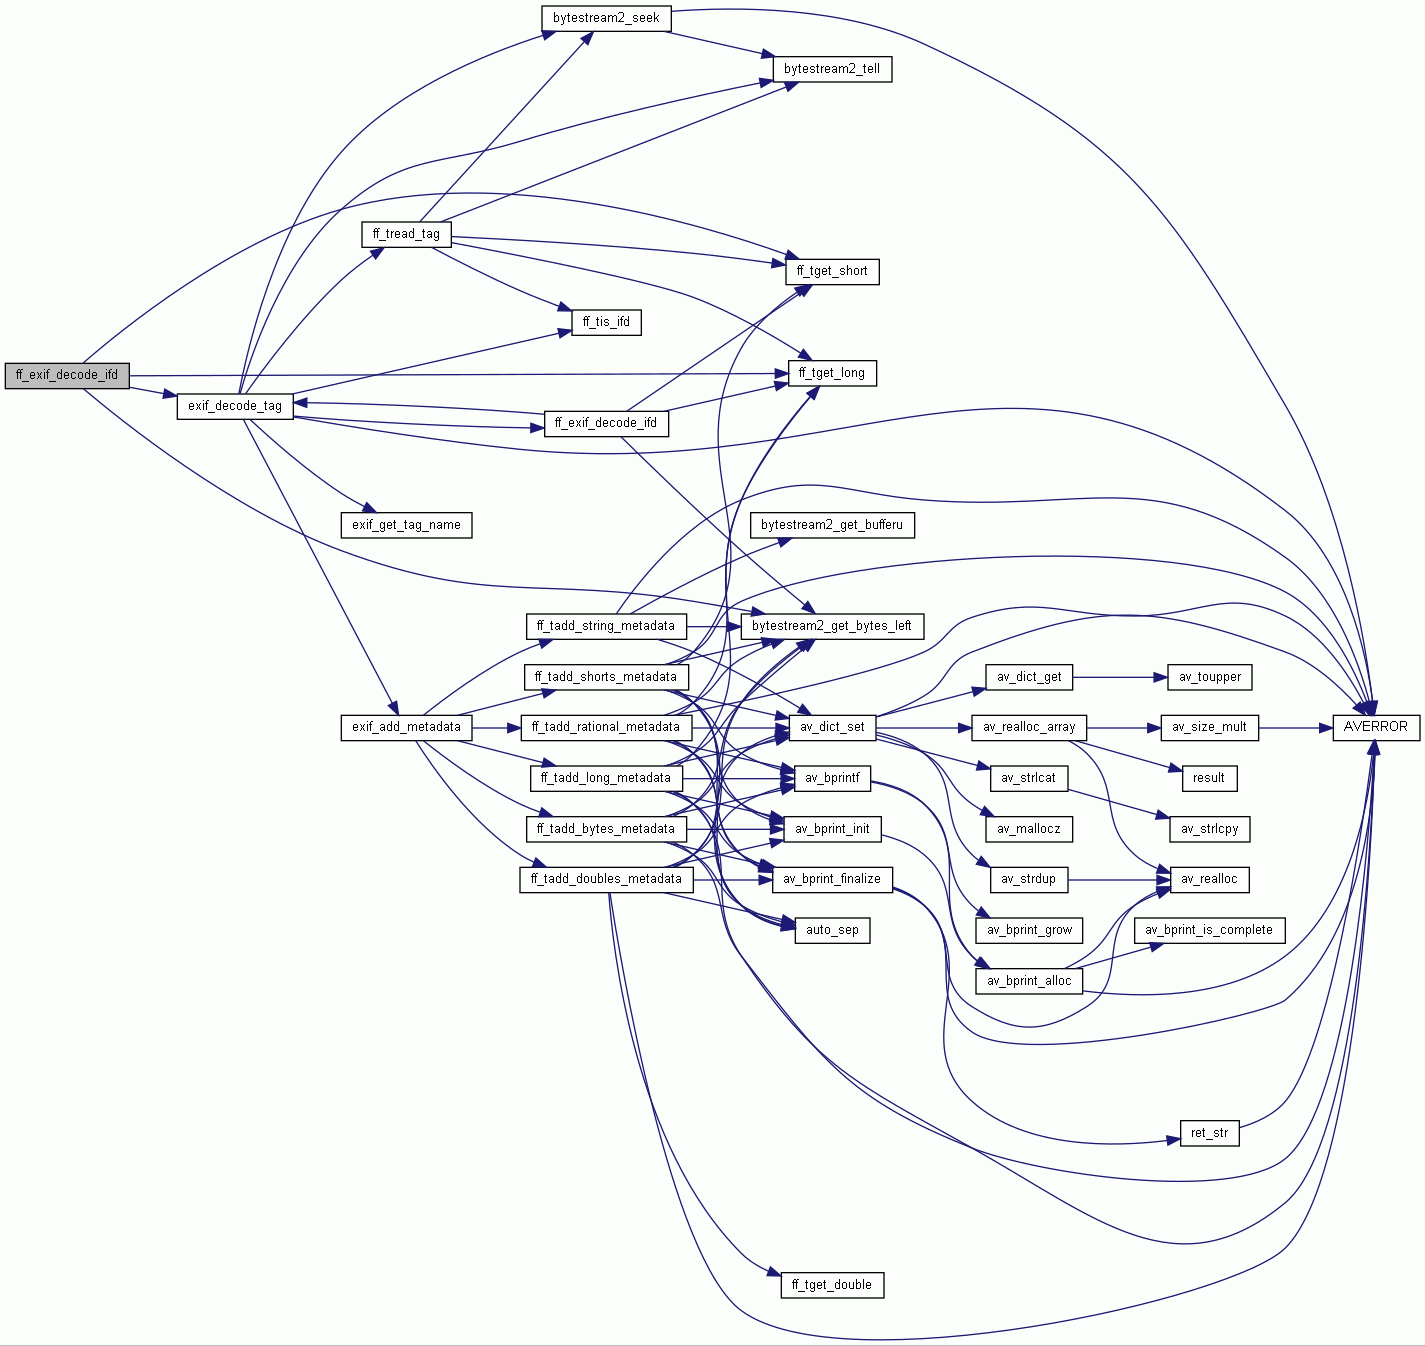 bytestream2_seek
bytestream2_tell
ff_tread_tag
ff_tget_short
ff_tis_ifd
ff_exif_decode_ifd
ff_tget_long
exif_decode_tag
ff_exif_decode_ifd
exif_get_tag_name
bytestream2_get_bufferu
ff_tadd_string_metadata
bytestream2_get_bytes_left
ff_tadd_shorts_metadata
av_dict_get
av_toupper
exif_add_metadata
ff_tadd_rational_metadata
av_dict_set
av_realloc_array
av_size_mult
AVERROR
ff_tadd_long_metadata
av_bprintf
av_strlcat
result
ff_tadd_bytes_metadata
av_bprint_init
av_mallocz
av_strlcpy
ff_tadd_doubles_metadata
av_bprint_finalize
av_strdup
av_realloc
auto_sep
av_bprint_grow
av_bprint_is_complete
av_bprint_alloc
ret_str
ff_tget_double